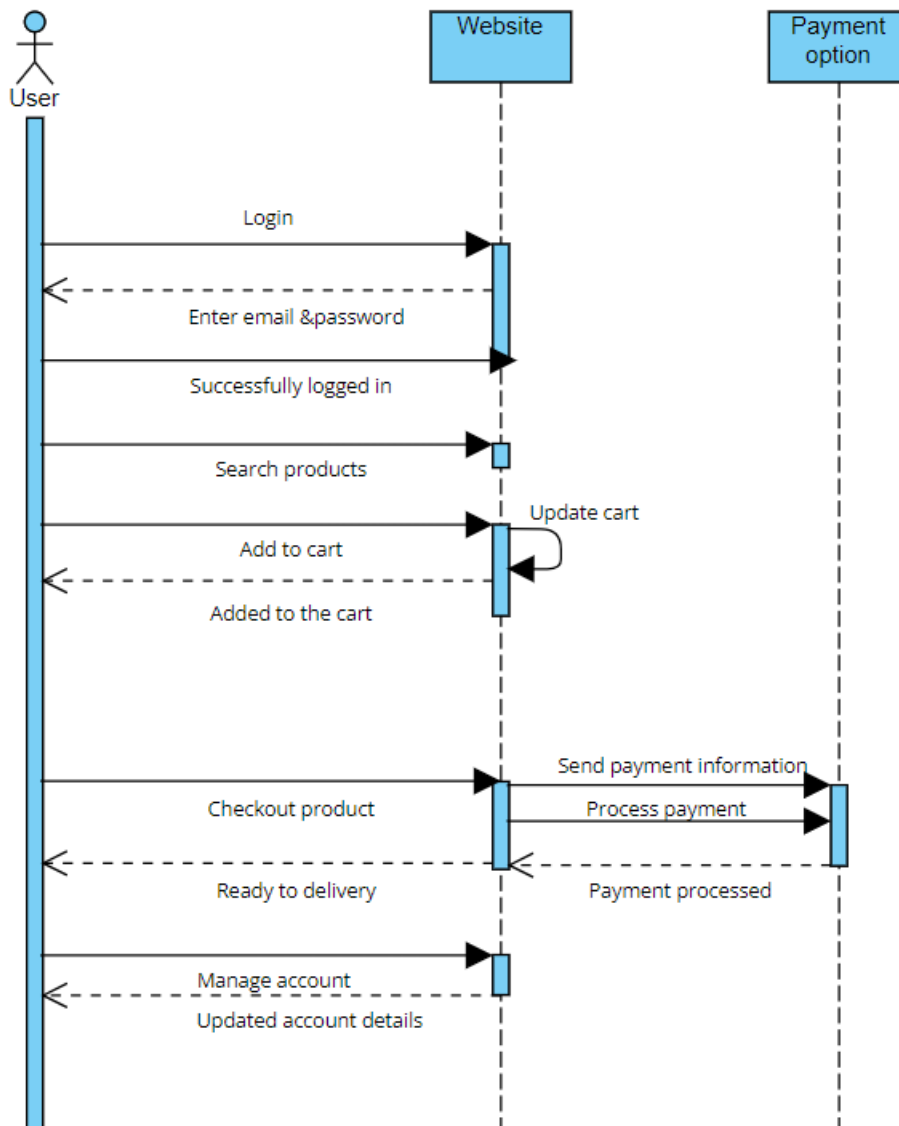 Website
Payment
option
User
Login
Enter email &password
Successfully logged in
Search products
Update cart
Add to cart
Added to the cart
Send payment information
Checkout product
Process payment
Ready to delivery
Payment processed
Manage account
Updated account details